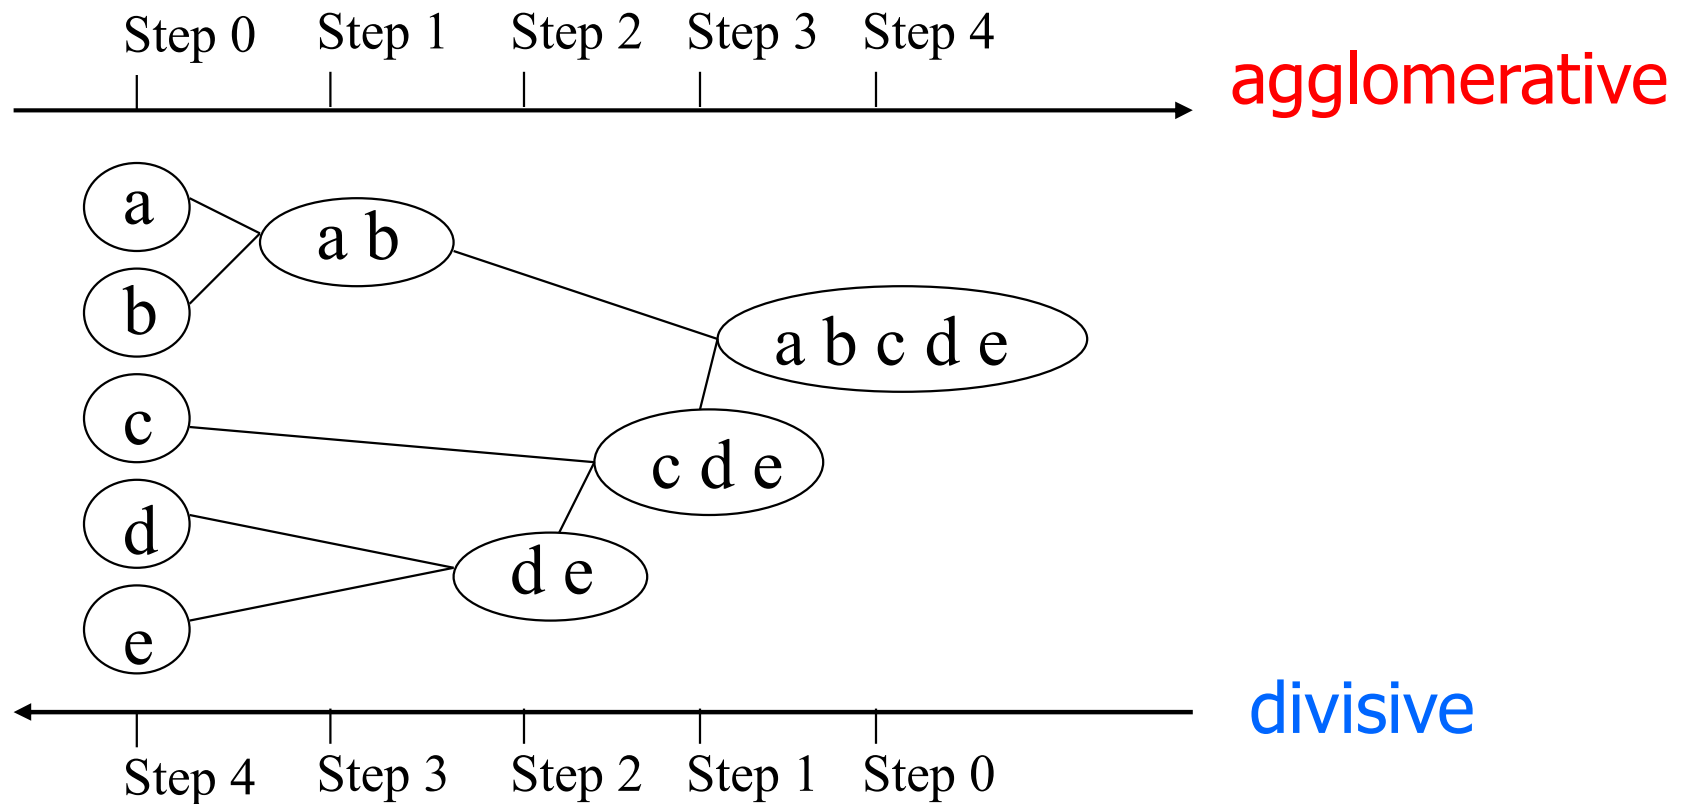 Step 0 Step 1 Step 2 Step 3 Step 4
agglomerative
a
a b
b
a b c d e
c
c d e
d
d e
e
divisive
Step 4 Step 3 Step 2 Step 1 Step 0